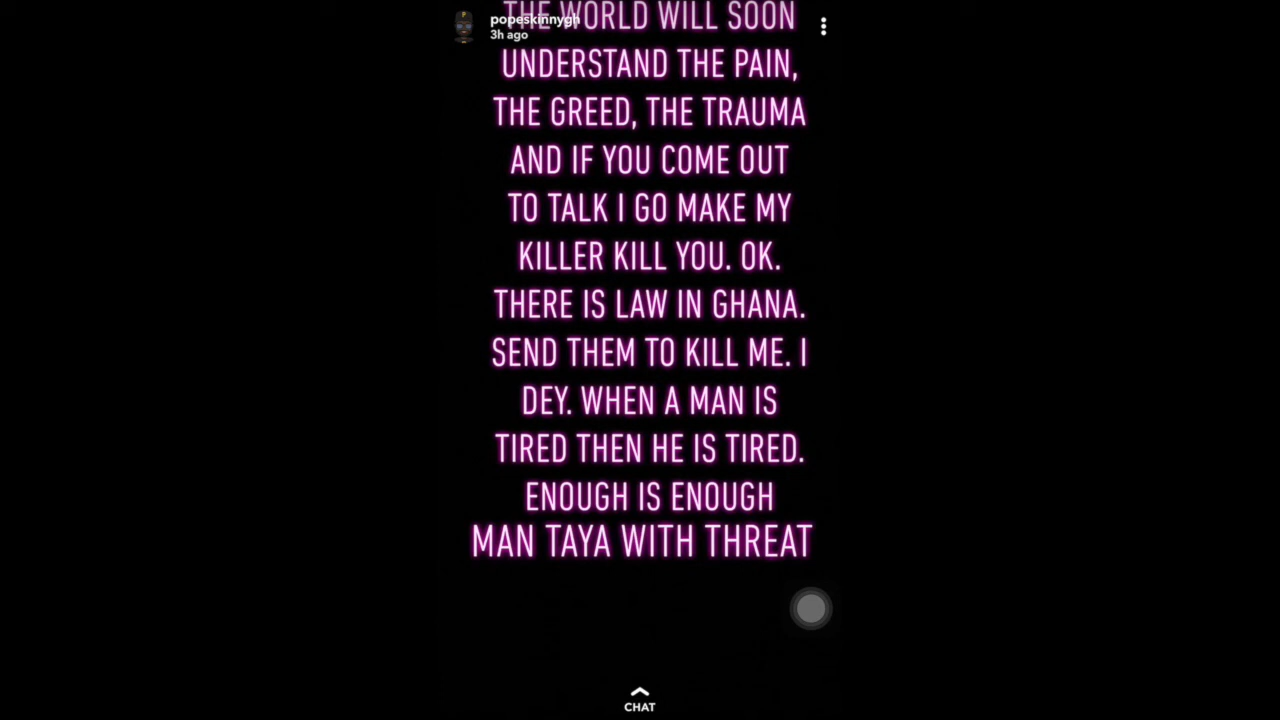 popeskinnygh
3h ago
THE WORLD WILL SOON
UNDERSTAND THE PAIN,
THE GREED, THE TRAUMA
AND IF YOU COME OUT
TO TALK I GO MAKE MY
KILLER KILL YOU. OK.
THERE IS LAW IN GHANA.
SEND THEM TO KILL ME. I
DEY. WHEN A MAN IS
TIRED THEN HE IS TIRED.
ENOUGH IS ENOUGH
MAN TAYA WITH THREAT
CHAT